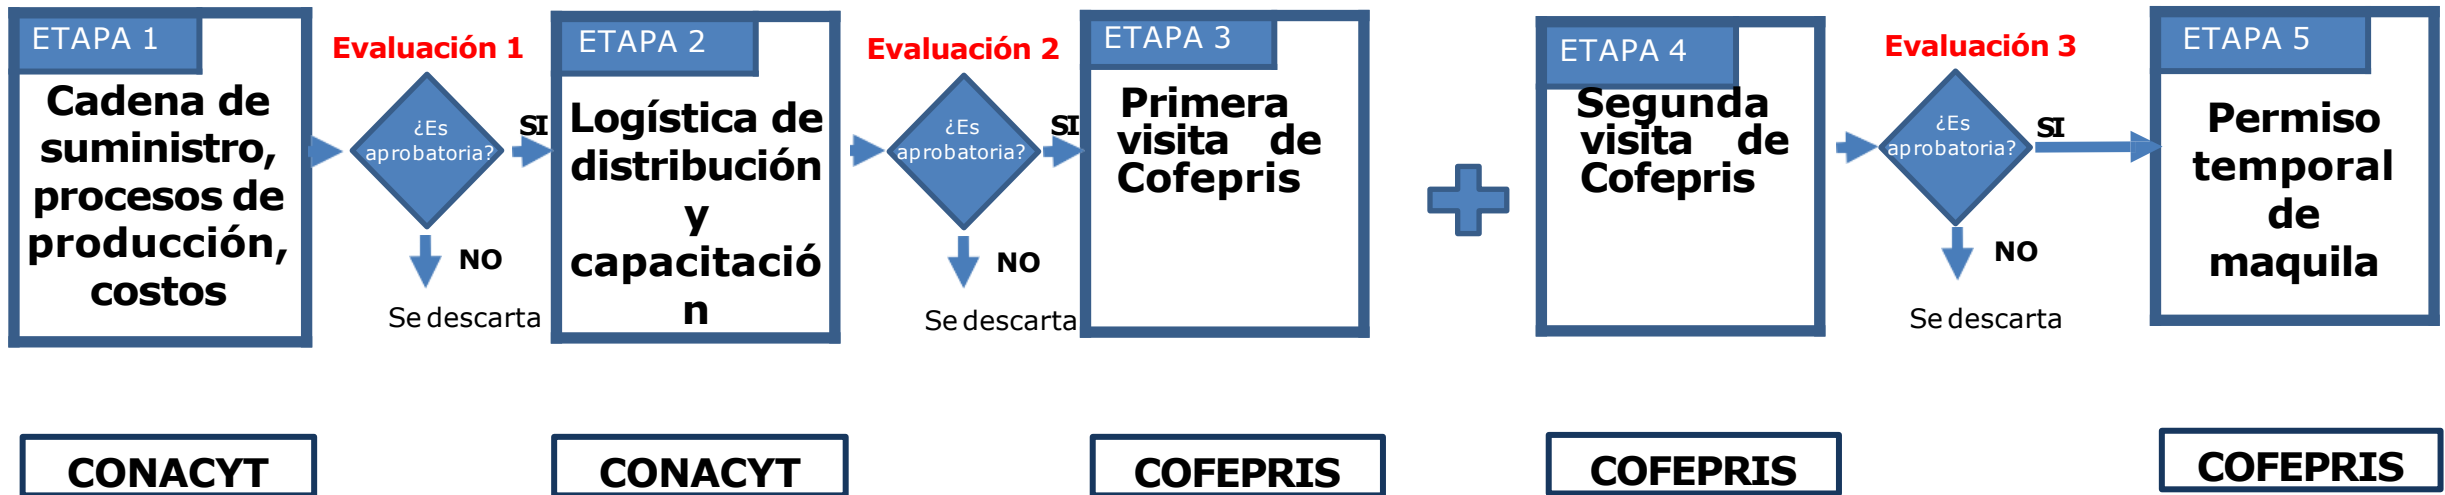 ETAPA 1
Cadena de
suministro,
procesos de
producción,
costos
Evaluación 1
¿Es
aprobatoria?
SI
NO
Se descarta
ETAPA 2
Logística de
distribución
y
capacitació
n
Evaluación 2
¿Es
aprobatoria?
SI
NO
Se descarta
ETAPA 3
Primera
visita de
Cofepris
ETAPA 4
Segunda
visita de
Cofepris
Evaluación 3
¿Es
aprobatoria?
SI
NO
Se descarta
ETAPA 5
Permiso
temporal
de
maquila
CONACYT
CONACYT
COFEPRIS
COFEPRIS
COFEPRIS